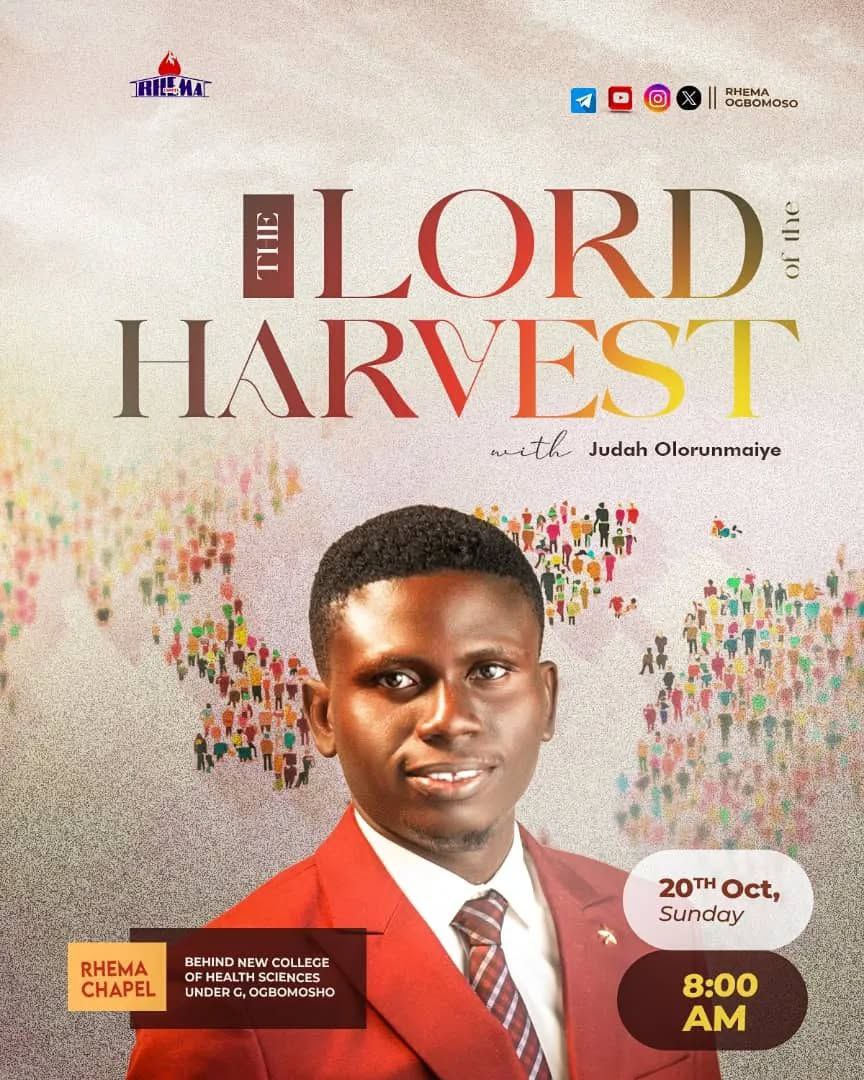 RHEMA
RHEMA
OGBOMOSO
THE LORD of the
HARVEST
with Judah Olorunmaiye
20TH Oct,
Sunday
8:00
AM
RHEMA
CHAPEL
BEHIND NEW COLLEGE
OF HEALTH SCIENCES
UNDER G, OGBOMOSHO